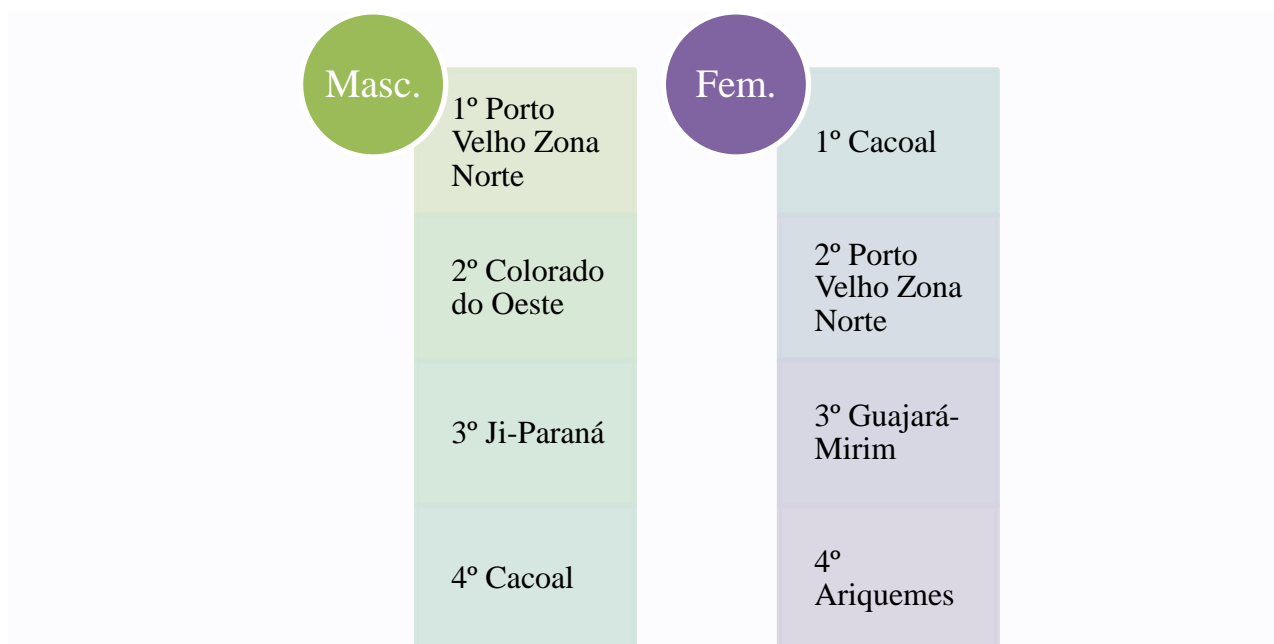 Masc.
1º Porto
Velho Zona
Norte
2º Colorado
do Oeste
3º Ji-Paraná
4º Cacoal
Fem.
1º Cacoal
2º Porto
Velho Zona
Norte
3º Guajará-
Mirim
4º
Ariquemes